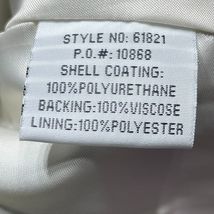 STYLE NO: 61821
P.O.#: 10868
SHELL COATING:
100%POLYURETHANE
BACKING:100%VISCOSE
LINING:100%POLYESTER